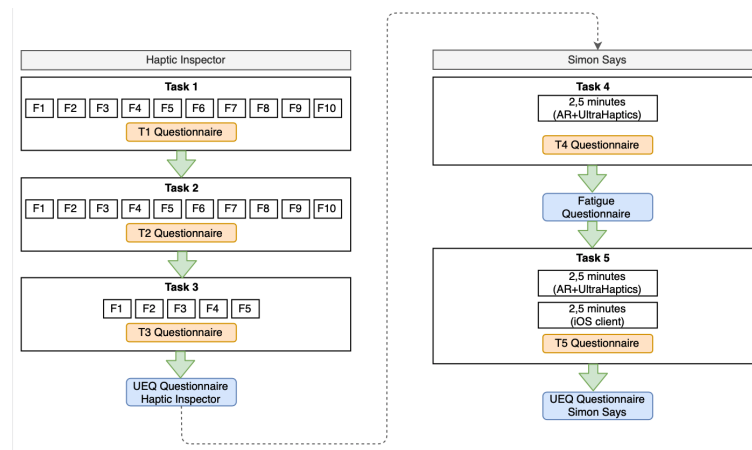 Haptic Inspector
Task 1
F1 F2 F3 F4 F5 F6 F7 F8 F9 F10
T1 Questionnaire
Task 2
F1 F2 F3 F4 F5 F6 F7 F8 F9 F10
T2 Questionnaire
Task 3
F1 F2 F3 F4 F5
T3 Questionnaire
UEQ Questionnaire
Haptic Inspector
Simon Says
Task 4
2,5 minutes
(AR+UltraHaptics)
T4 Questionnaire
Fatigue
Questionnaire
Task 5
2,5 minutes
(AR+UltraHaptics)
2,5 minutes
(iOS client)
T5 Questionnaire
UEQ Questionnaire
Simon Says